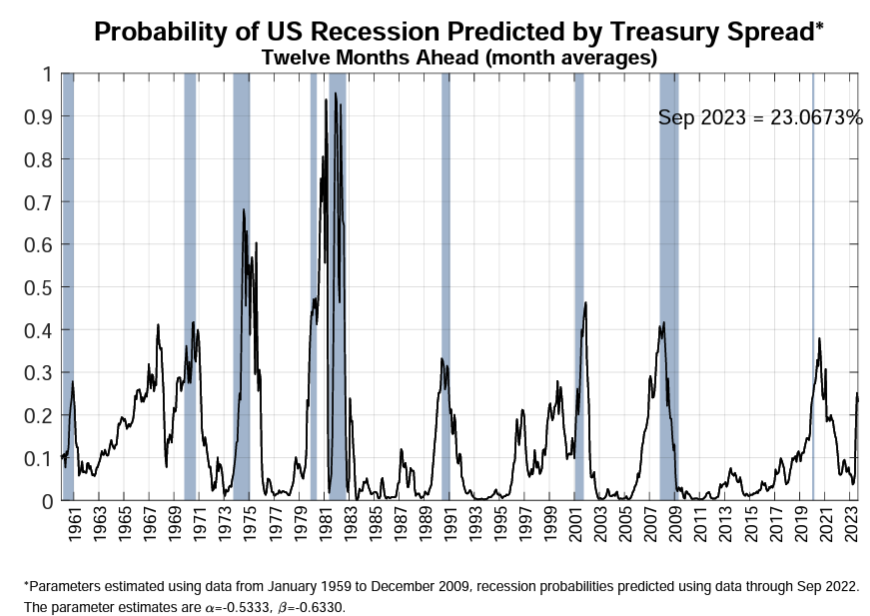 Probability of US Recession Predicted by Treasury Spread*
Twelve Months Ahead (month averages)
Sep 2023 = 23.0673%
1
0.9
0.8
0.7
0.6
0.5
0.4
0.3
0.2
0.1
0
1961 1963 1965 1967 1969 1971 1973 1975 1977 1979 1981 1983 1985 1987 1989 1991 1993 1995 1997 1999 2001 2003 2005 2007 2009 2011 2013 2015 2017 2019 2021 2023
*Parameters estimated using data from January 1959 to December 2009, recession probabilities predicted using data through Sep 2022.
The parameter estimates are α=-0.5333, β=-0.6330.